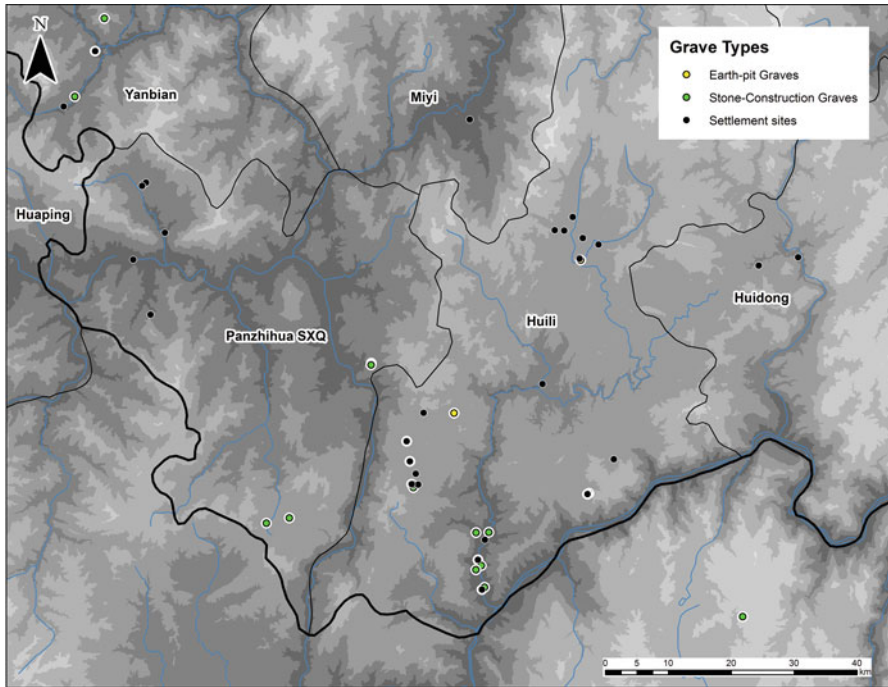 N
Grave Types
Earth-pit Graves
Stone-Construction Graves
Settlement sites
Yanbian
Miyi
Huaping
Huidong
Huili
Panzhihua SXQ
0 5 10 20 30 40
km